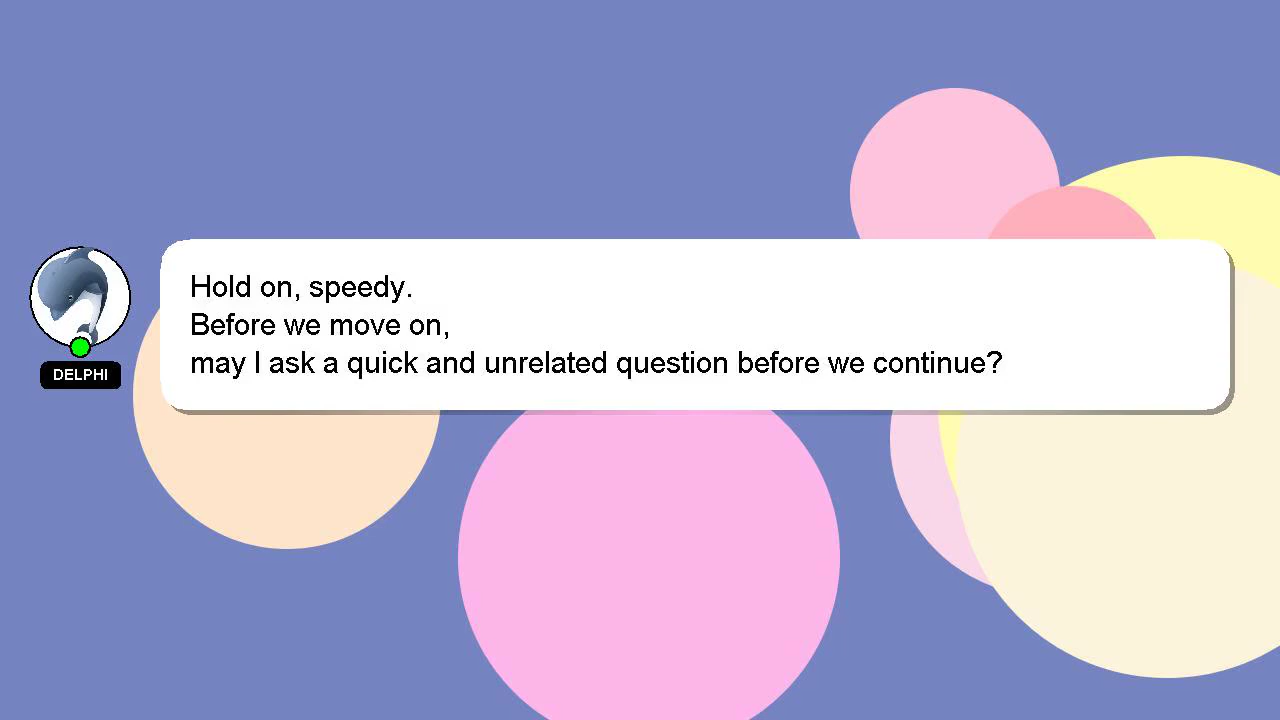 Hold on, speedy.
Before we move on,
may I ask a quick and unrelated question before we continue?
DELPHI